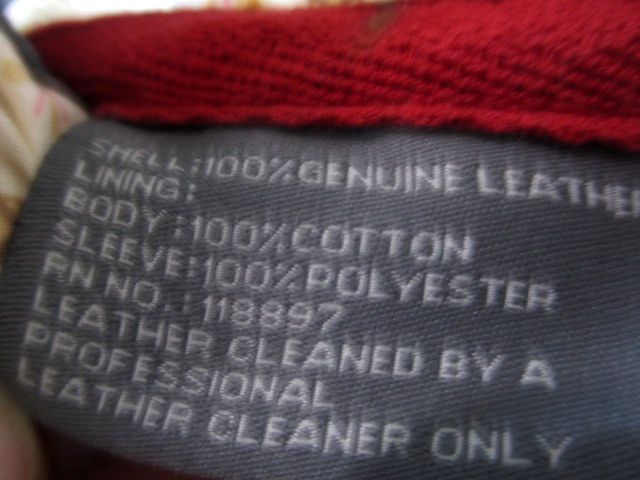 SHELL:100%GENUINE LEATHER
LINING:
BODY:100%COTTON
SLEEVE:100%POLYESTER
RN NO.:118897
LEATHER CLEANED BY A
PROFESSIONAL
LEATHER CLEANER ONLY